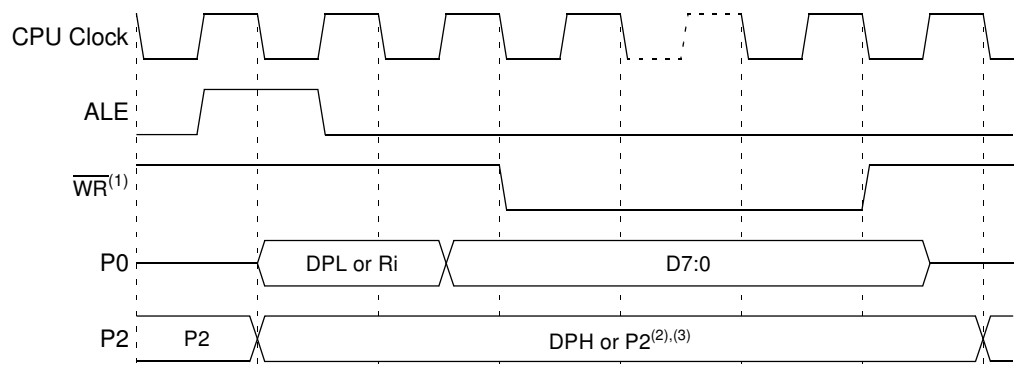 CPU Clock
ALE
WR(1)
P0 DPL or Ri D7:0
P2 P2 DPH or P2(2),(3)